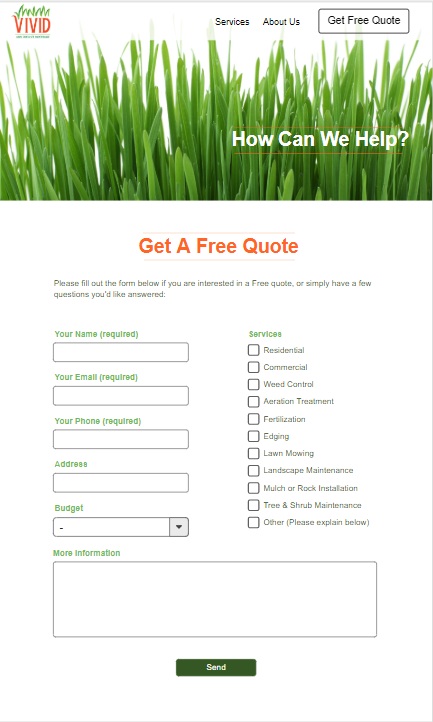 VIVID
Services
About Us
Get Free Quote
How Can We Help?
Get A Free Quote
Please fill out the form below if you are interested in a Free quote, or simply have a few
questions you'd like answered:
Your Name (required)
Your Email (required)
Your Phone (required)
Address
Budget
-
Services
Residential
Commercial
Weed Control
Aeration Treatment
Fertilization
Edging
Lawn Mowing
Landscape Maintenance
Mulch or Rock Installation
Tree & Shrub Maintenance
Other (Please explain below)
More Information
Send